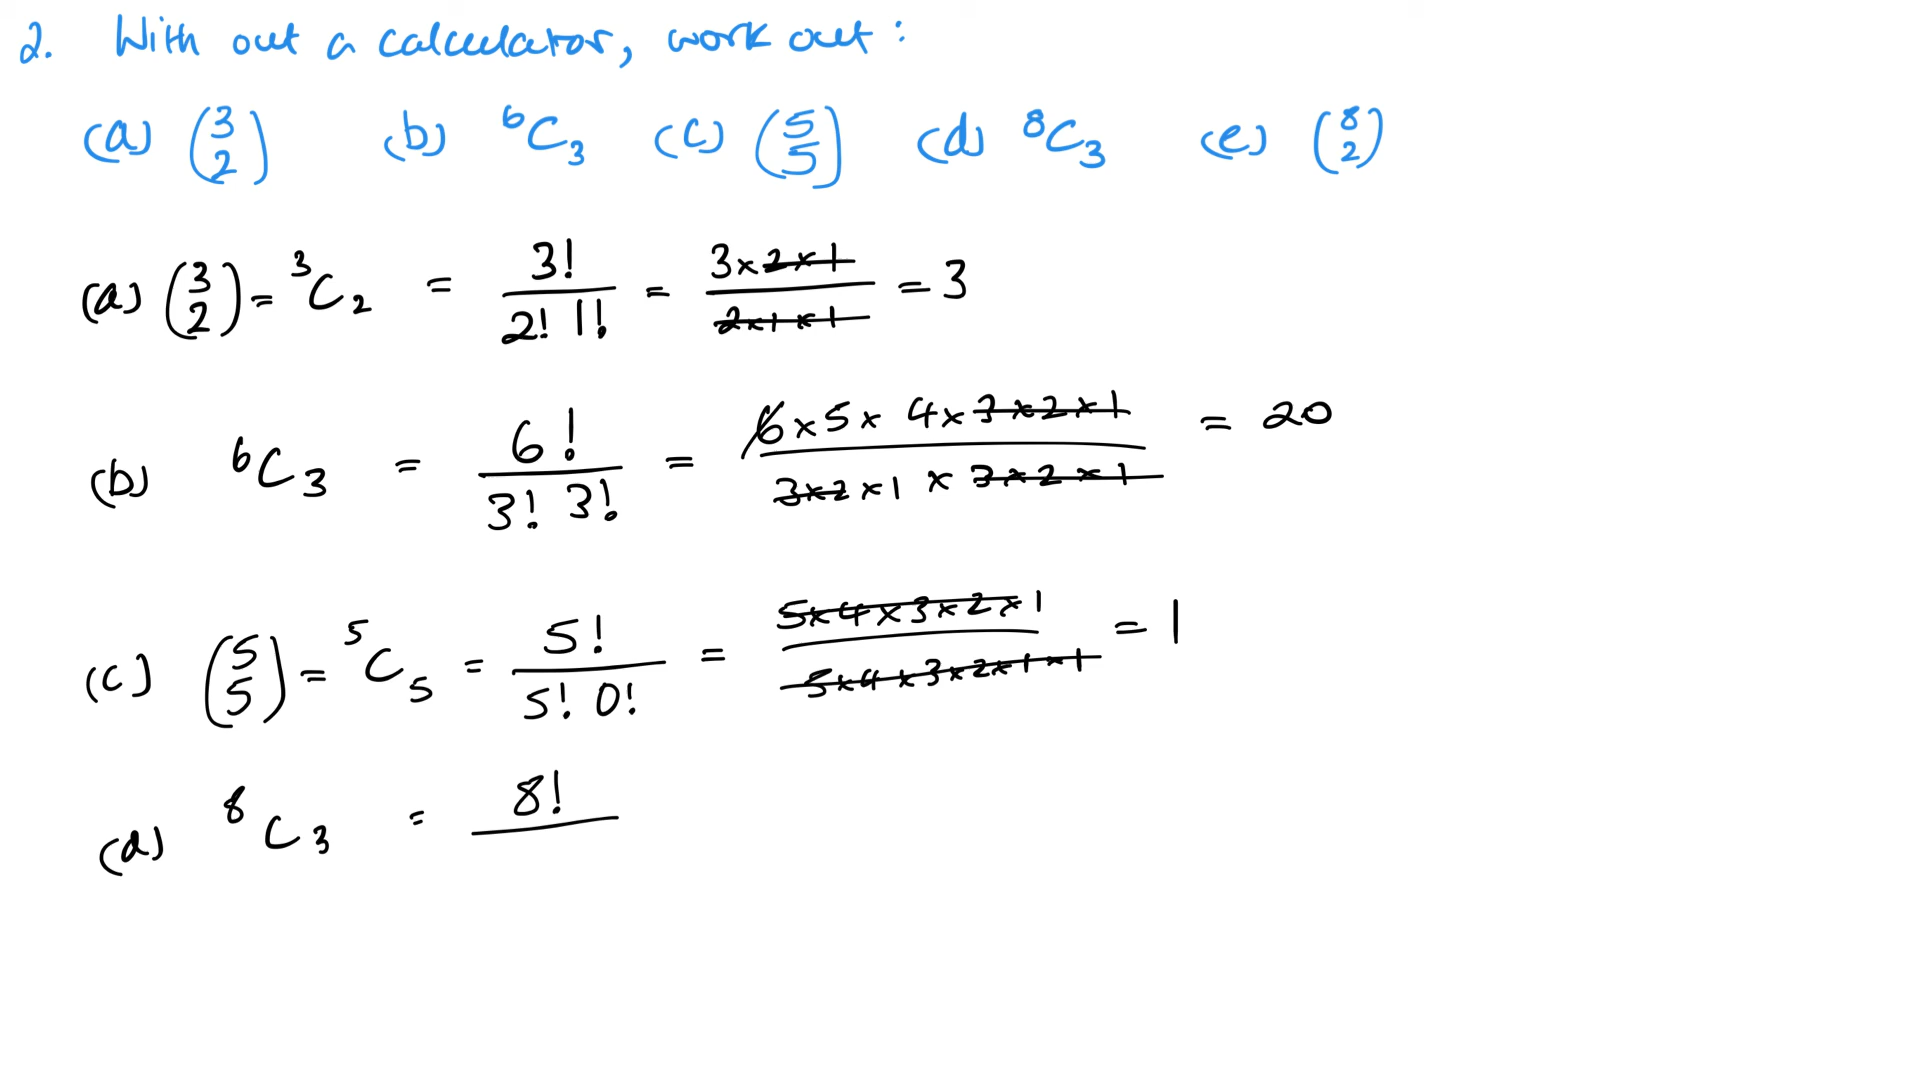 2. With out a calculator, work out:
(a) (3 2) (b) ⁶C₃ (c) (5 5) (d) ⁸C₃ (e) (8 2)
(a) (3 2) = ³C₂ = 3! / 2! 1! = 3×2×1 / 2×1×1 = 3
(b) ⁶C₃ = 6! / 3! 3! = 6×5×4×3×2×1 / 3×2×1×3×2×1 = 20
(c) (5 5) = ⁵C₅ = 5! / 5! 0! = 5×4×3×2×1 / 5×4×3×2×1×1 = 1
(d) ⁸C₃ = 8!